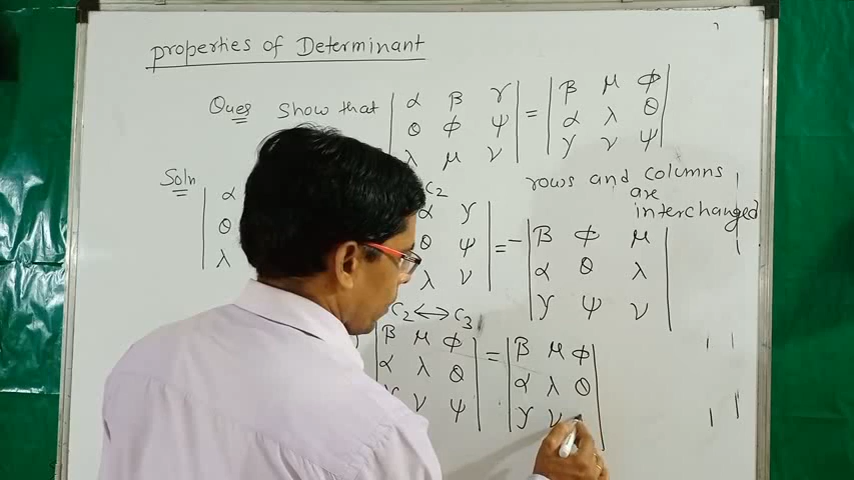 properties of Determinant
Ques Show that | α β γ | = | β μ ϕ |
| θ ϕ ψ | | α λ θ |
| λ μ ν | | γ ν ψ |
Soln
rows and columns
are
interchanged
| α C2
| θ α γ | = - | β ϕ μ |
| λ θ ψ | | α θ λ |
λ ν | | γ ψ ν |
C2 ↔ C3
| β μ ϕ | = | β μ ϕ |
| α λ θ | | α λ θ |
ν ψ | | γ ν